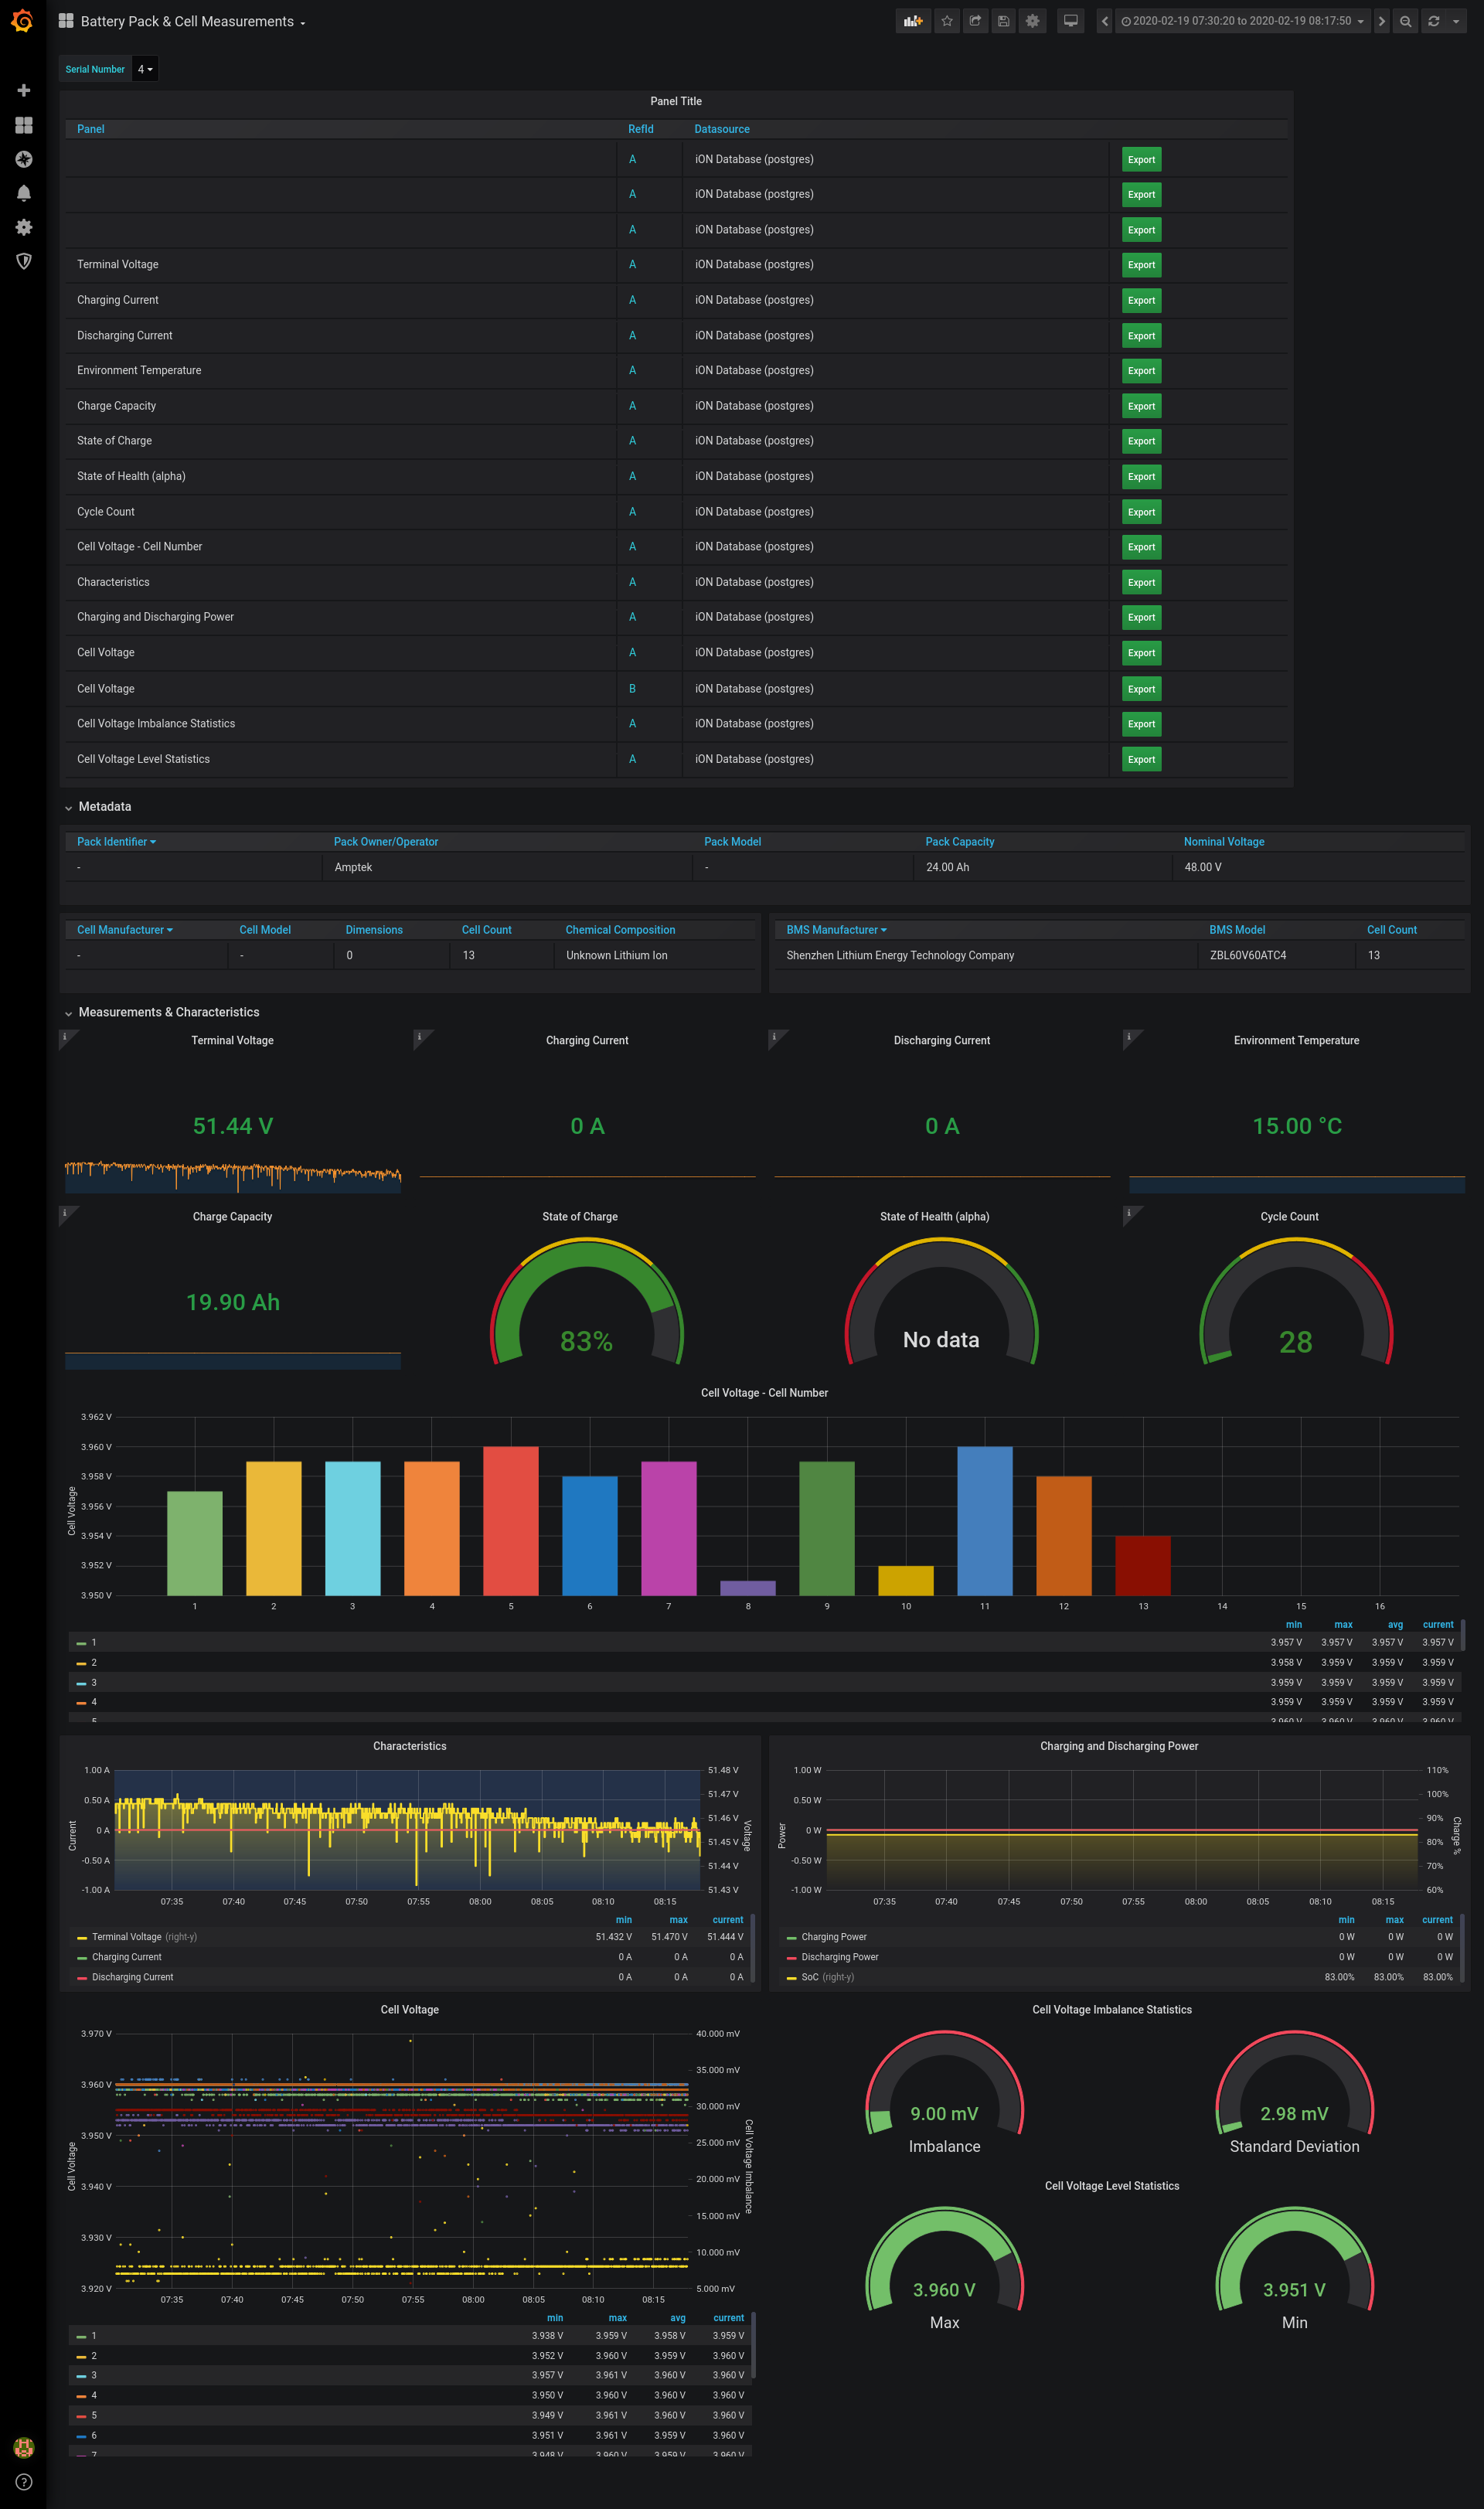 Battery Pack & Cell Measurements
2020-02-19 07:30:20 to 2020-02-19 08:17:50
Serial Number 4
Panel Title
Panel RefId Datasource
A iON Database (postgres) Export
A iON Database (postgres) Export
A iON Database (postgres) Export
Terminal Voltage A iON Database (postgres) Export
Charging Current A iON Database (postgres) Export
Discharging Current A iON Database (postgres) Export
Environment Temperature A iON Database (postgres) Export
Charge Capacity A iON Database (postgres) Export
State of Charge A iON Database (postgres) Export
State of Health (alpha) A iON Database (postgres) Export
Cycle Count A iON Database (postgres) Export
Cell Voltage - Cell Number A iON Database (postgres) Export
Characteristics A iON Database (postgres) Export
Charging and Discharging Power A iON Database (postgres) Export
Cell Voltage A iON Database (postgres) Export
Cell Voltage B iON Database (postgres) Export
Cell Voltage Imbalance Statistics A iON Database (postgres) Export
Cell Voltage Level Statistics A iON Database (postgres) Export
Metadata
Pack Identifier Pack Owner/Operator Pack Model Pack Capacity Nominal Voltage
- Amptek - 24.00 Ah 48.00 V
Cell Manufacturer Cell Model Dimensions Cell Count Chemical Composition
- - 0 13 Unknown Lithium Ion
BMS Manufacturer BMS Model Cell Count
Shenzhen Lithium Energy Technology Company ZBL60V60ATC4 13
Measurements & Characteristics
Terminal Voltage
51.44 V
Charging Current
0 A
Discharging Current
0 A
Environment Temperature
15.00 °C
Charge Capacity
19.90 Ah
State of Charge
83%
State of Health (alpha)
No data
Cycle Count
28
Cell Voltage - Cell Number
Cell Voltage
3.962 V
3.960 V
3.958 V
3.956 V
3.954 V
3.952 V
3.950 V
1 2 3 4 5 6 7 8 9 10 11 12 13 14 15 16
min max avg current
1 3.957 V 3.957 V 3.957 V 3.957 V
2 3.958 V 3.959 V 3.959 V 3.959 V
3 3.959 V 3.959 V 3.959 V 3.959 V
4 3.959 V 3.959 V 3.959 V 3.959 V
5 3.960 V 3.960 V 3.960 V 3.960 V
Characteristics
Current
1.00 A
0.50 A
0 A
-0.50 A
-1.00 A
51.48 V
51.47 V
51.46 V
51.45 V
51.44 V
51.43 V
Voltage
07:35 07:40 07:45 07:50 07:55 08:00 08:05 08:10 08:15
min max current
Terminal Voltage (right-y) 51.432 V 51.470 V 51.444 V
Charging Current 0 A 0 A 0 A
Discharging Current 0 A 0 A 0 A
Charging and Discharging Power
Power
1.00 W
0.50 W
0 W
-0.50 W
-1.00 W
110%
100%
90%
80%
70%
60%
Charge %
07:35 07:40 07:45 07:50 07:55 08:00 08:05 08:10 08:15
min max current
Charging Power 0 W 0 W 0 W
Discharging Power 0 W 0 W 0 W
SoC (right-y) 83.00% 83.00% 83.00%
Cell Voltage
Cell Voltage
3.970 V
3.960 V
3.950 V
3.940 V
3.930 V
3.920 V
40.000 mV
35.000 mV
30.000 mV
25.000 mV
20.000 mV
15.000 mV
10.000 mV
5.000 mV
Cell Voltage Imbalance
07:35 07:40 07:45 07:50 07:55 08:00 08:05 08:10 08:15
min max avg current
1 3.938 V 3.959 V 3.958 V 3.959 V
2 3.952 V 3.960 V 3.959 V 3.960 V
3 3.957 V 3.961 V 3.960 V 3.960 V
4 3.950 V 3.960 V 3.960 V 3.960 V
5 3.949 V 3.961 V 3.960 V 3.960 V
6 3.951 V 3.961 V 3.959 V 3.960 V
7 3.948 V 3.960 V 3.959 V 3.960 V
Cell Voltage Imbalance Statistics
9.00 mV
Imbalance
2.98 mV
Standard Deviation
Cell Voltage Level Statistics
3.960 V
Max
3.951 V
Min